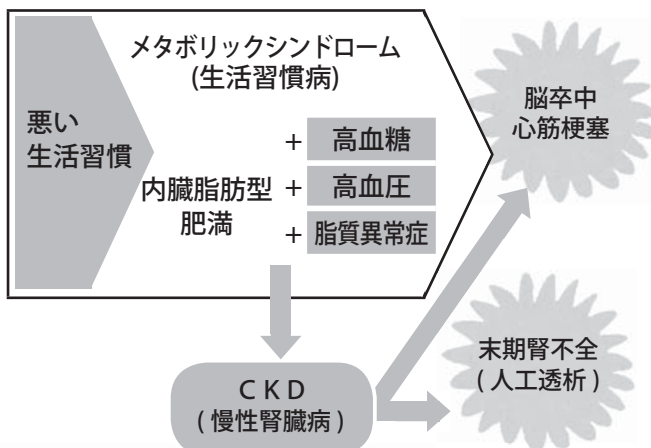 メタボリックシンドローム
(生活習慣病)
悪い
生活習慣
内臓脂肪型
肥満
+ 高血糖
+ 高血圧
+ 脂質異常症
脳卒中
心筋梗塞
CKD
(慢性腎臓病)
末期腎不全
(人工透析)